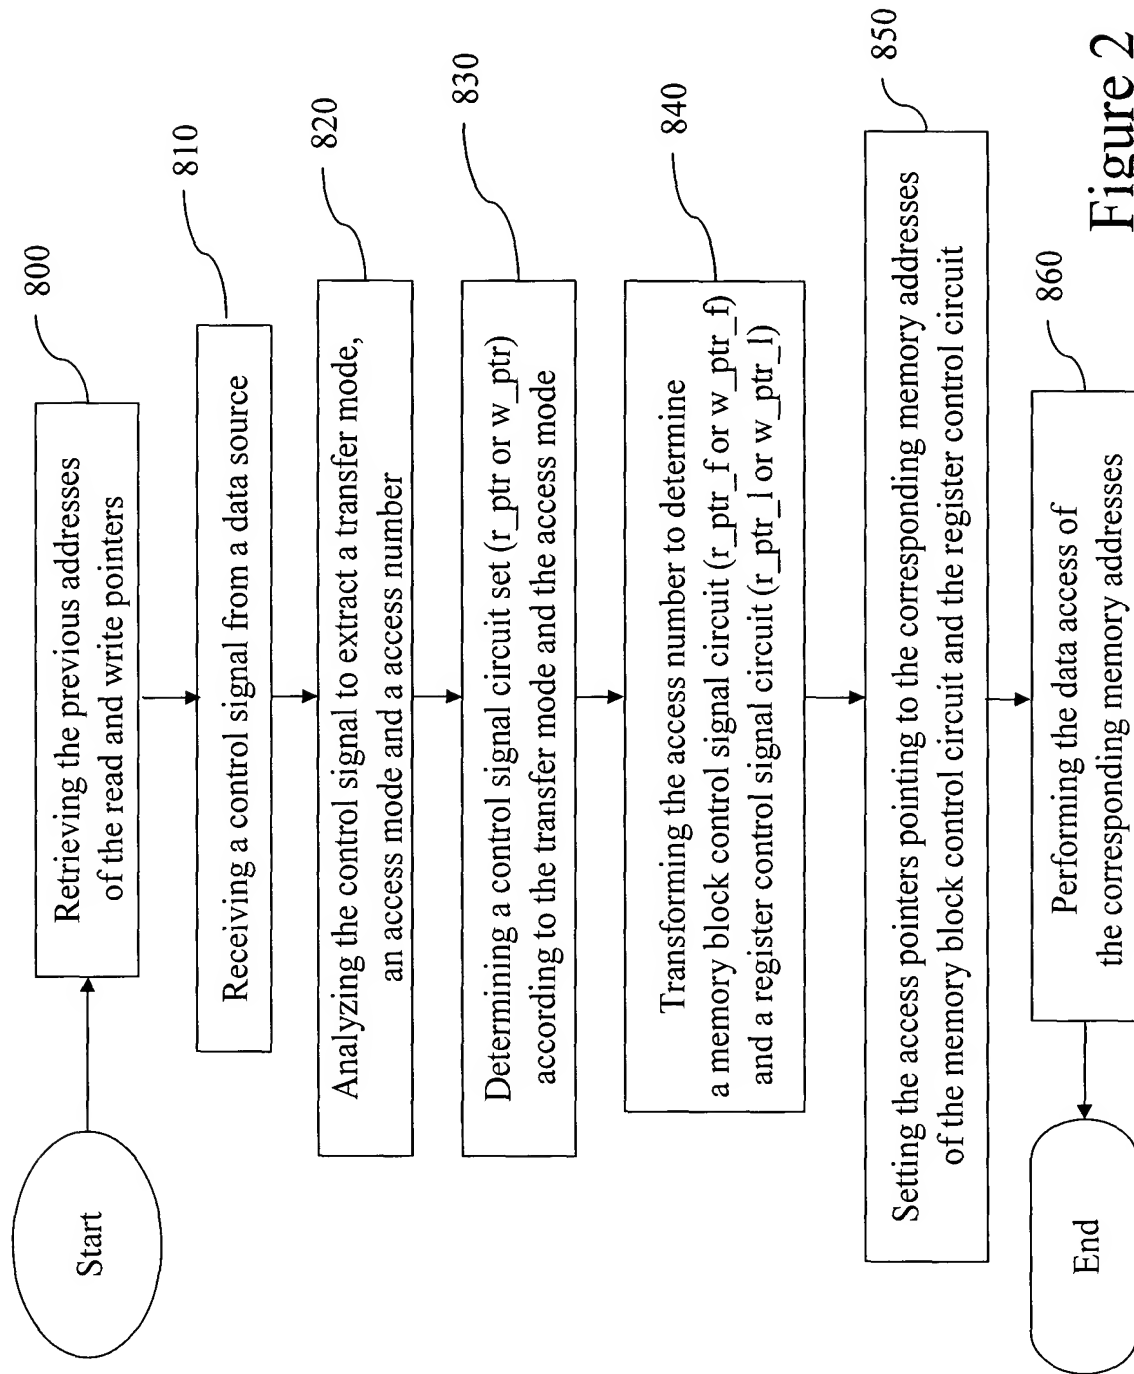 Start
Retrieving the previous addresses
of the read and write pointers
800
Receiving a control signal from a data source
810
Analyzing the control signal to extract a transfer mode,
an access mode and a access number
820
Determining a control signal circuit set (r_ptr or w_ptr)
according to the transfer mode and the access mode
830
Transforming the access number to determine
a memory block control signal circuit (r_ptr_f or w_ptr_f)
and a register control signal circuit (r_ptr_l or w_ptr_l)
840
Setting the access pointers pointing to the corresponding memory addresses
of the memory block control circuit and the register control circuit
850
Performing the data access of
the corresponding memory addresses
860
End
Figure 2